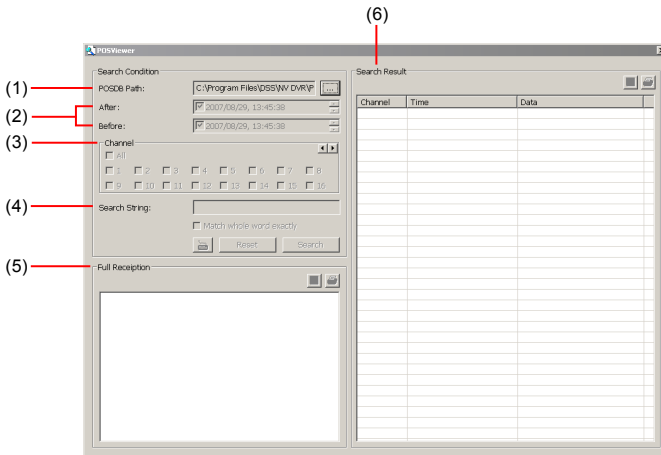 (6)
POSViewer
Search Condition
(1)
POSDB Path:
C:\Program Files\DSS\NV DVR\P
...
(2)
After:
2007/08/29, 13:45:38
Before:
2007/08/29, 13:45:38
(3)
Channel
All
1 2 3 4 5 6 7 8
9 10 11 12 13 14 15 16
(4)
Search String:
Match whole word exactly
Reset
Search
(5)
Full Receiption
Search Result
Channel Time Data